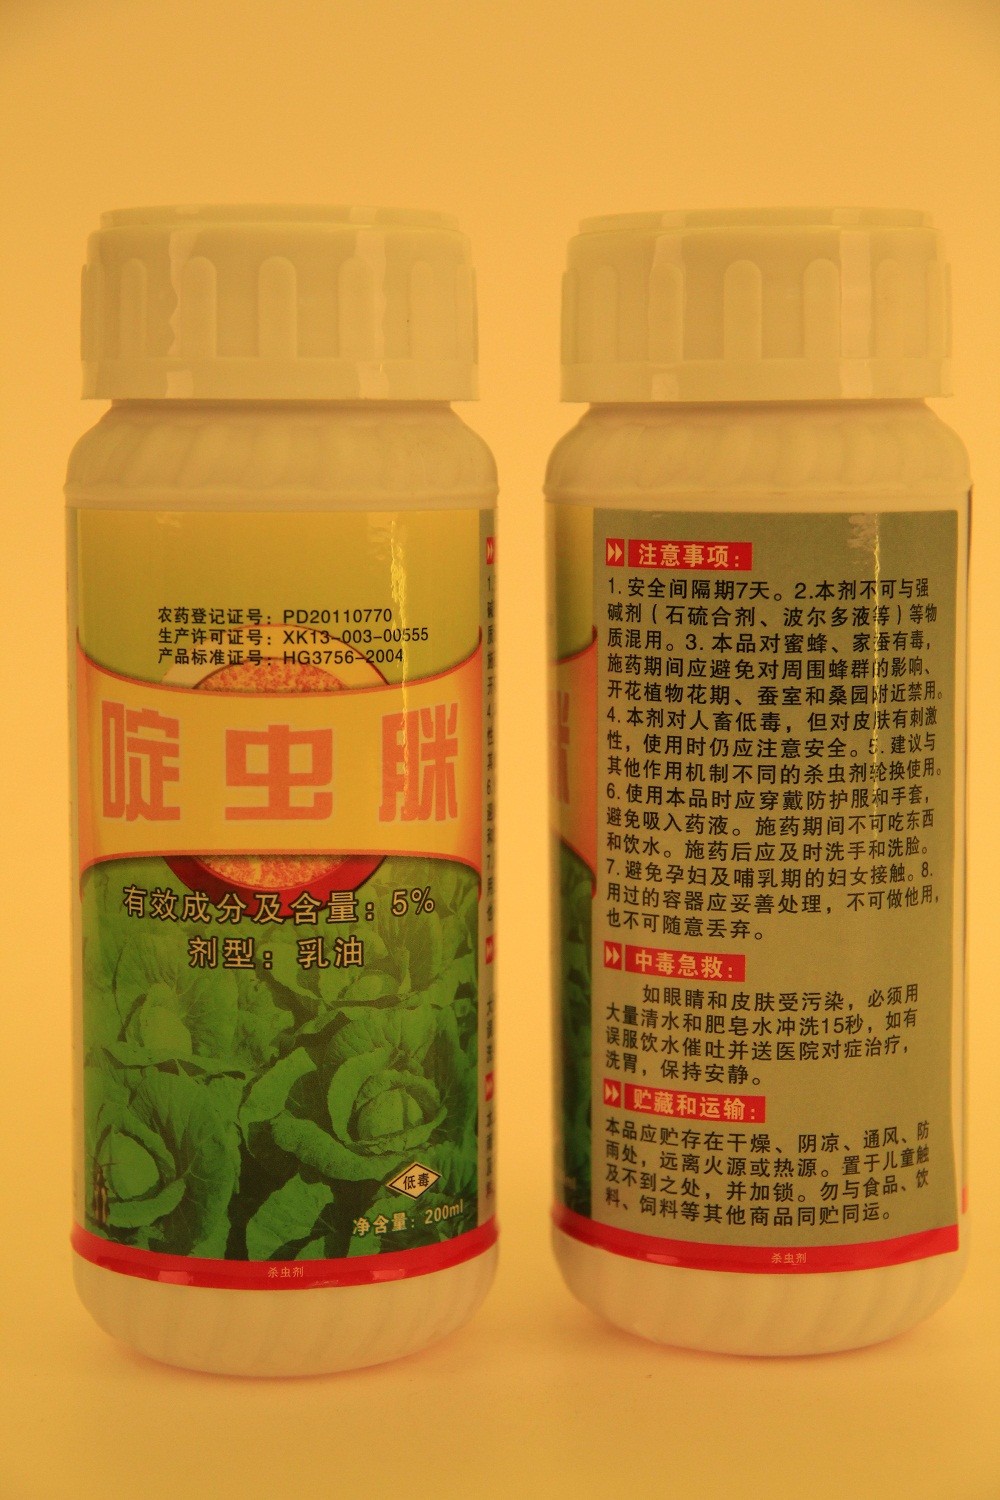 农药登记证号：PD20110770
生产许可证号：XK13-003-00555
产品标准证号：HG3756-2004
啶虫脒
有效成分及含量：5%
剂型：乳油
低毒
净含量：200ml
杀虫剂
注意事项：
1.安全间隔期7天。2.本剂不可与强
碱剂（石硫合剂、波尔多液等）等物
质混用。3.本品对蜜蜂、家蚕有毒，
施药期间应避免对周围蜂群的影响、
开花植物花期、蚕室和桑园附近禁用。
4.本剂对人畜低毒，但对皮肤有刺激
性，使用时仍应注意安全。5.建议与
其他作用机制不同的杀虫剂轮换使用。
6.使用本品时应穿戴防护服和手套，
避免吸入药液。施药期间不可吃东西
和饮水。施药后应及时洗手和洗脸。
7.避免孕妇及哺乳期的妇女接触。8.
用过的容器应妥善处理，不可做他用，
也不可随意丢弃。
中毒急救：
如眼睛和皮肤受污染，必须用
大量清水和肥皂水冲洗15秒，如有
误服饮水催吐并送医院对症治疗，
洗胃，保持安静。
贮藏和运输：
本品应贮存在干燥、阴凉、通风、防
雨处，远离火源或热源。置于儿童触
及不到之处，并加锁。勿与食品、饮
料、饲料等其他商品同贮同运。
杀虫剂